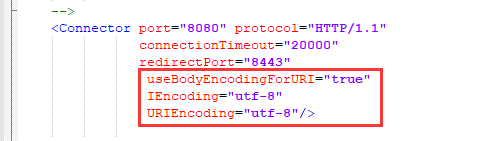 -->
<Connector port="8080" protocol="HTTP/1.1"
connectionTimeout="20000"
redirectPort="8443"
useBodyEncodingForURI="true"
IEncoding="utf-8"
URIEncoding="utf-8"/>